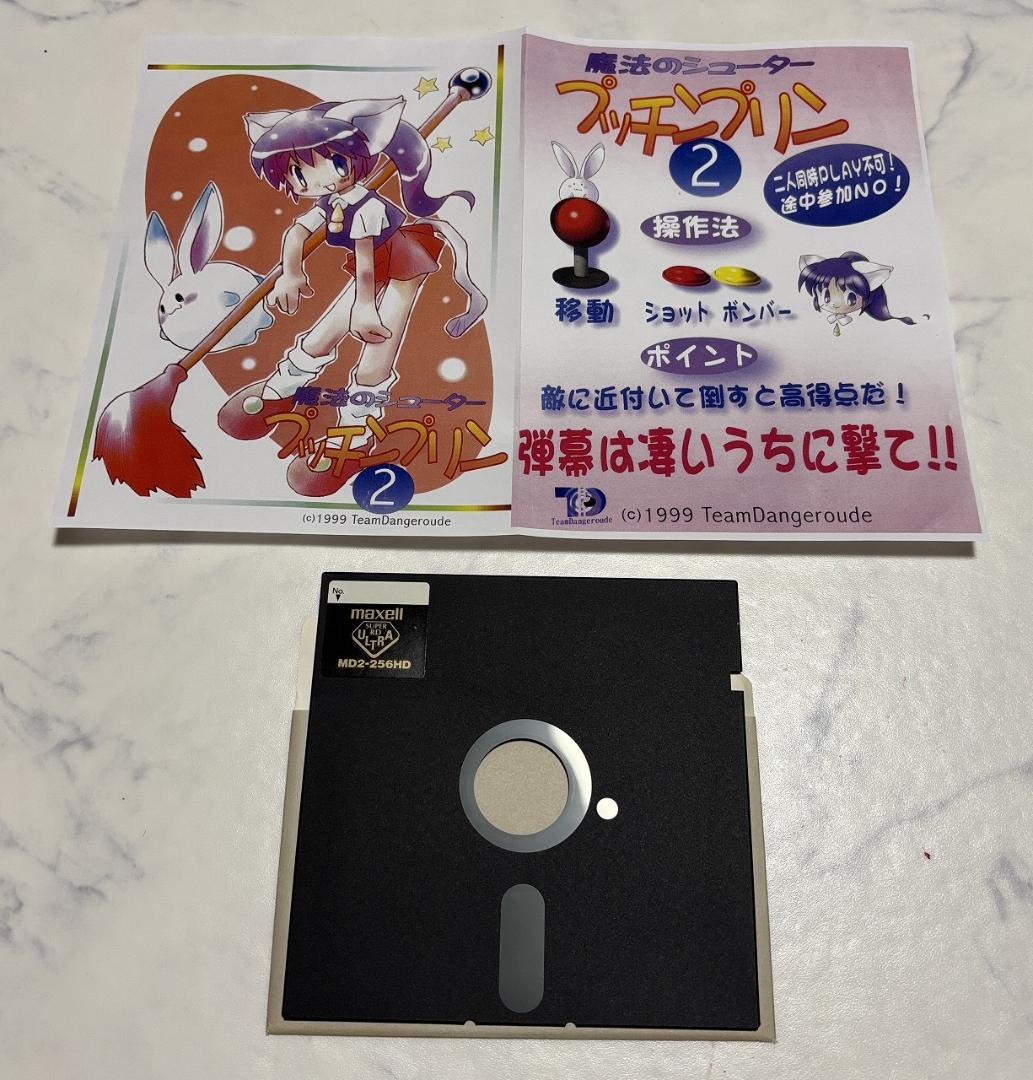 魔法のシューター
プッチンプリン
2
(c)1999 TeamDangeroude
魔法のシューター
プッチンプリン
2
二人同時PLAY不可!
途中参加NO!
操作法
移動
ショット ボンバー
ポイント
敵に近付いて倒すと高得点だ!
弾幕は凄いうちに撃て!!
TD
TeamDangeroude
(c)1999 TeamDangeroude
No.
maxell
SUPER
RD
ULTRA
MD2-256HD